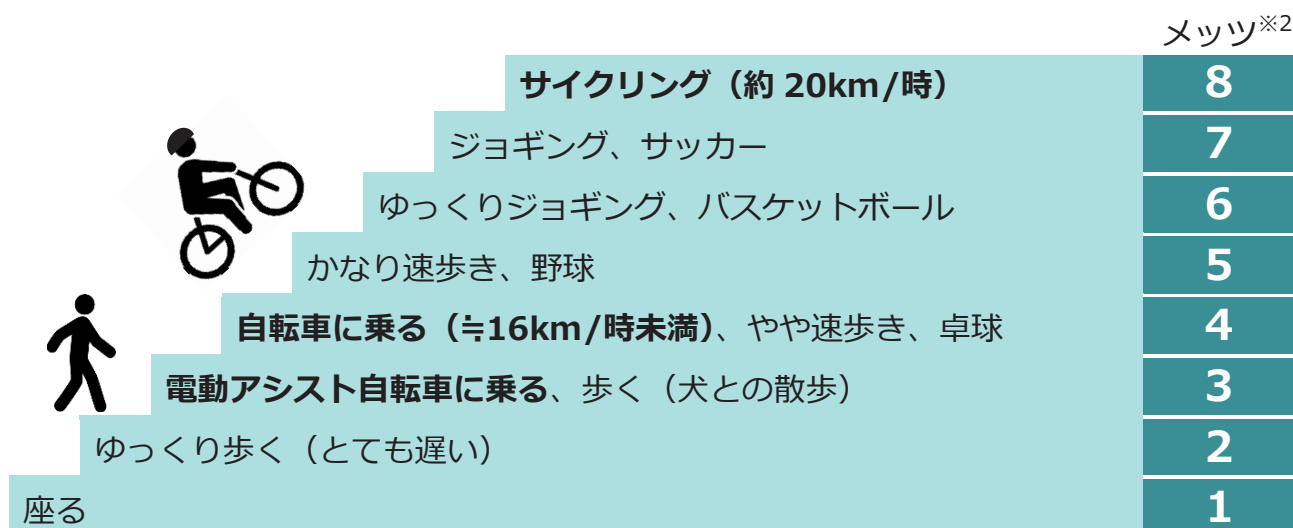 メッツ※2
サイクリング（約 20km/時） 8
ジョギング、サッカー 7
ゆっくりジョギング、バスケットボール 6
かなり速歩き、野球 5
自転車に乗る（≒16km/時未満）、やや速歩き、卓球 4
電動アシスト自転車に乗る、歩く（犬との散歩） 3
ゆっくり歩く（とても遅い） 2
座る 1